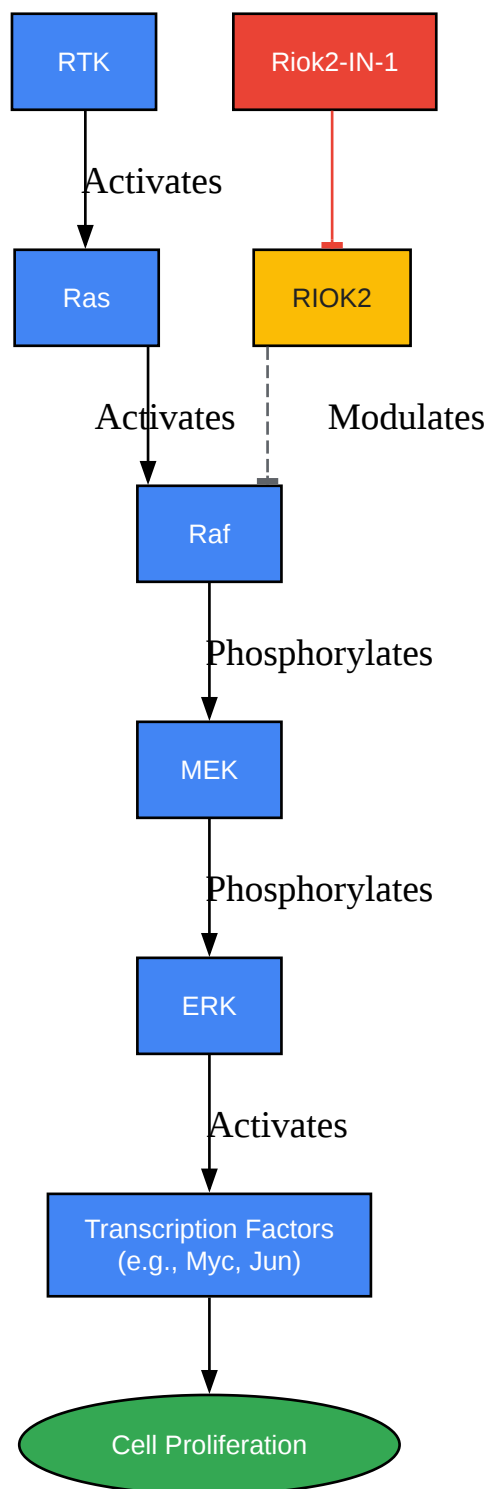 RTK
Riok2-IN-1
Activates
Ras
RIOK2
Activates
Modulates
Raf
Phosphorylates
MEK
Phosphorylates
ERK
Activates
Transcription Factors
(e.g., Myc, Jun)
Cell Proliferation